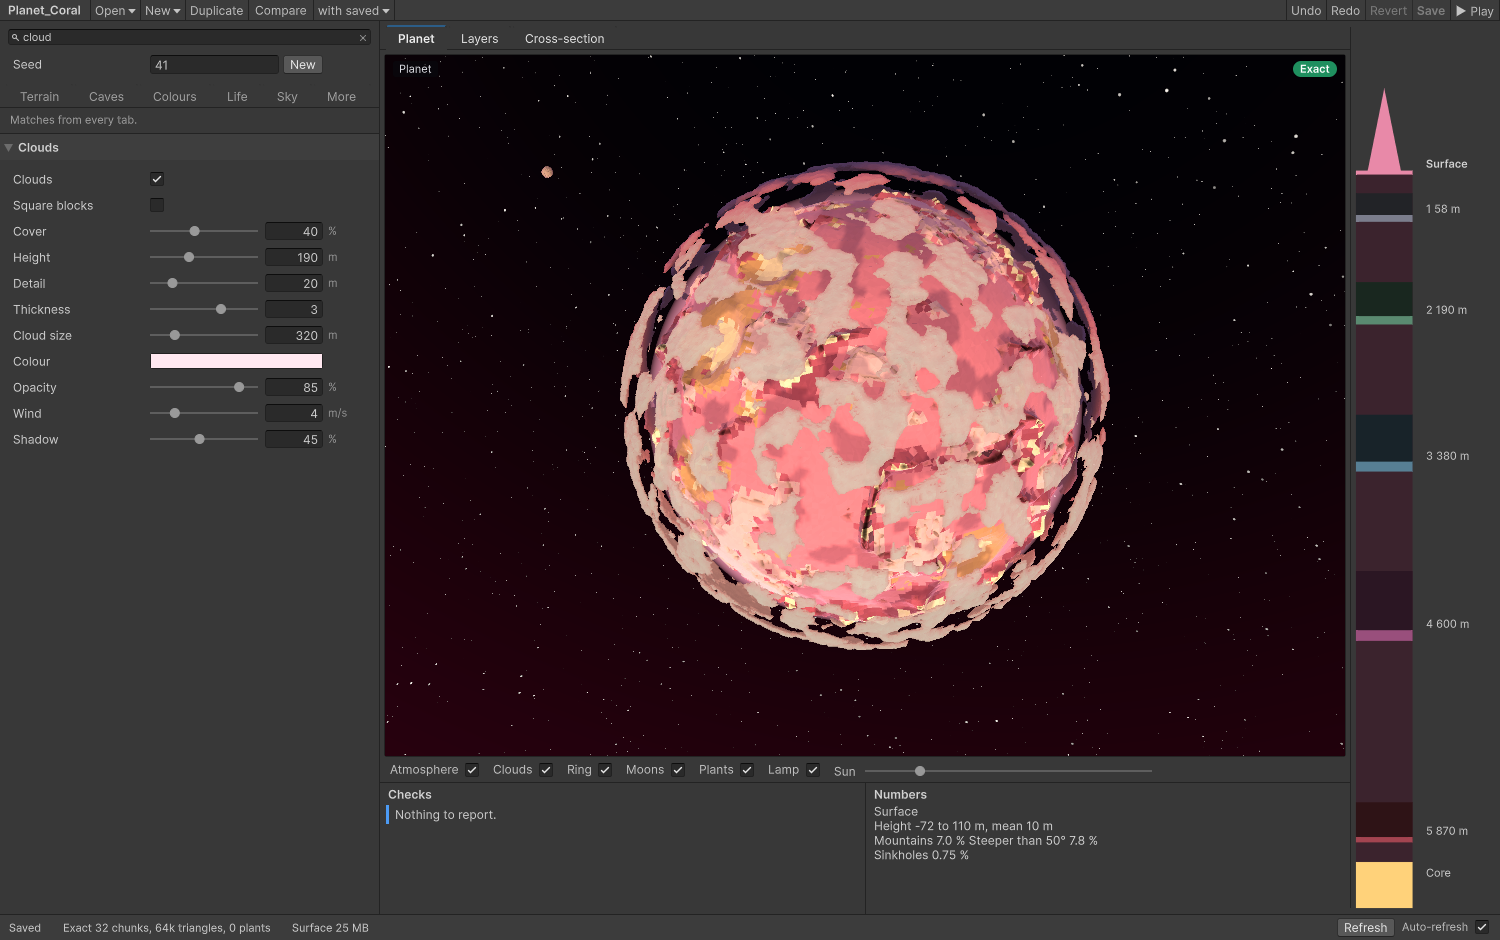 Planet_Coral Open New Duplicate Compare with saved Undo Redo Revert Save Play
cloud
Seed 41 New
Terrain Caves Colours Life Sky More
Matches from every tab.
Clouds
Clouds
Square blocks
Cover 40 %
Height 190 m
Detail 20 m
Thickness 3
Cloud size 320 m
Colour
Opacity 85 %
Wind 4 m/s
Shadow 45 %
Planet Layers Cross-section
Planet Exact
Atmosphere Clouds Ring Moons Plants Lamp Sun
Checks
Nothing to report.
Numbers
Surface
Height -72 to 110 m, mean 10 m
Mountains 7.0 % Steeper than 50° 7.8 %
Sinkholes 0.75 %
Surface
1 58 m
2 190 m
3 380 m
4 600 m
5 870 m
Core
Saved Exact 32 chunks, 64k triangles, 0 plants Surface 25 MB Refresh Auto-refresh